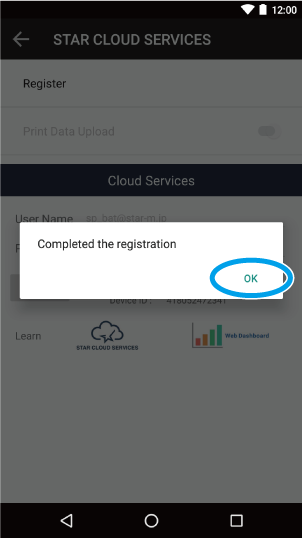 12:00
STAR CLOUD SERVICES
Register
Print Data Upload
Cloud Services
User Name sp_bat@star-m.jp
Completed the registration
OK
Device ID : 418052472341
Learn STAR CLOUD SERVICES Web Dashboard